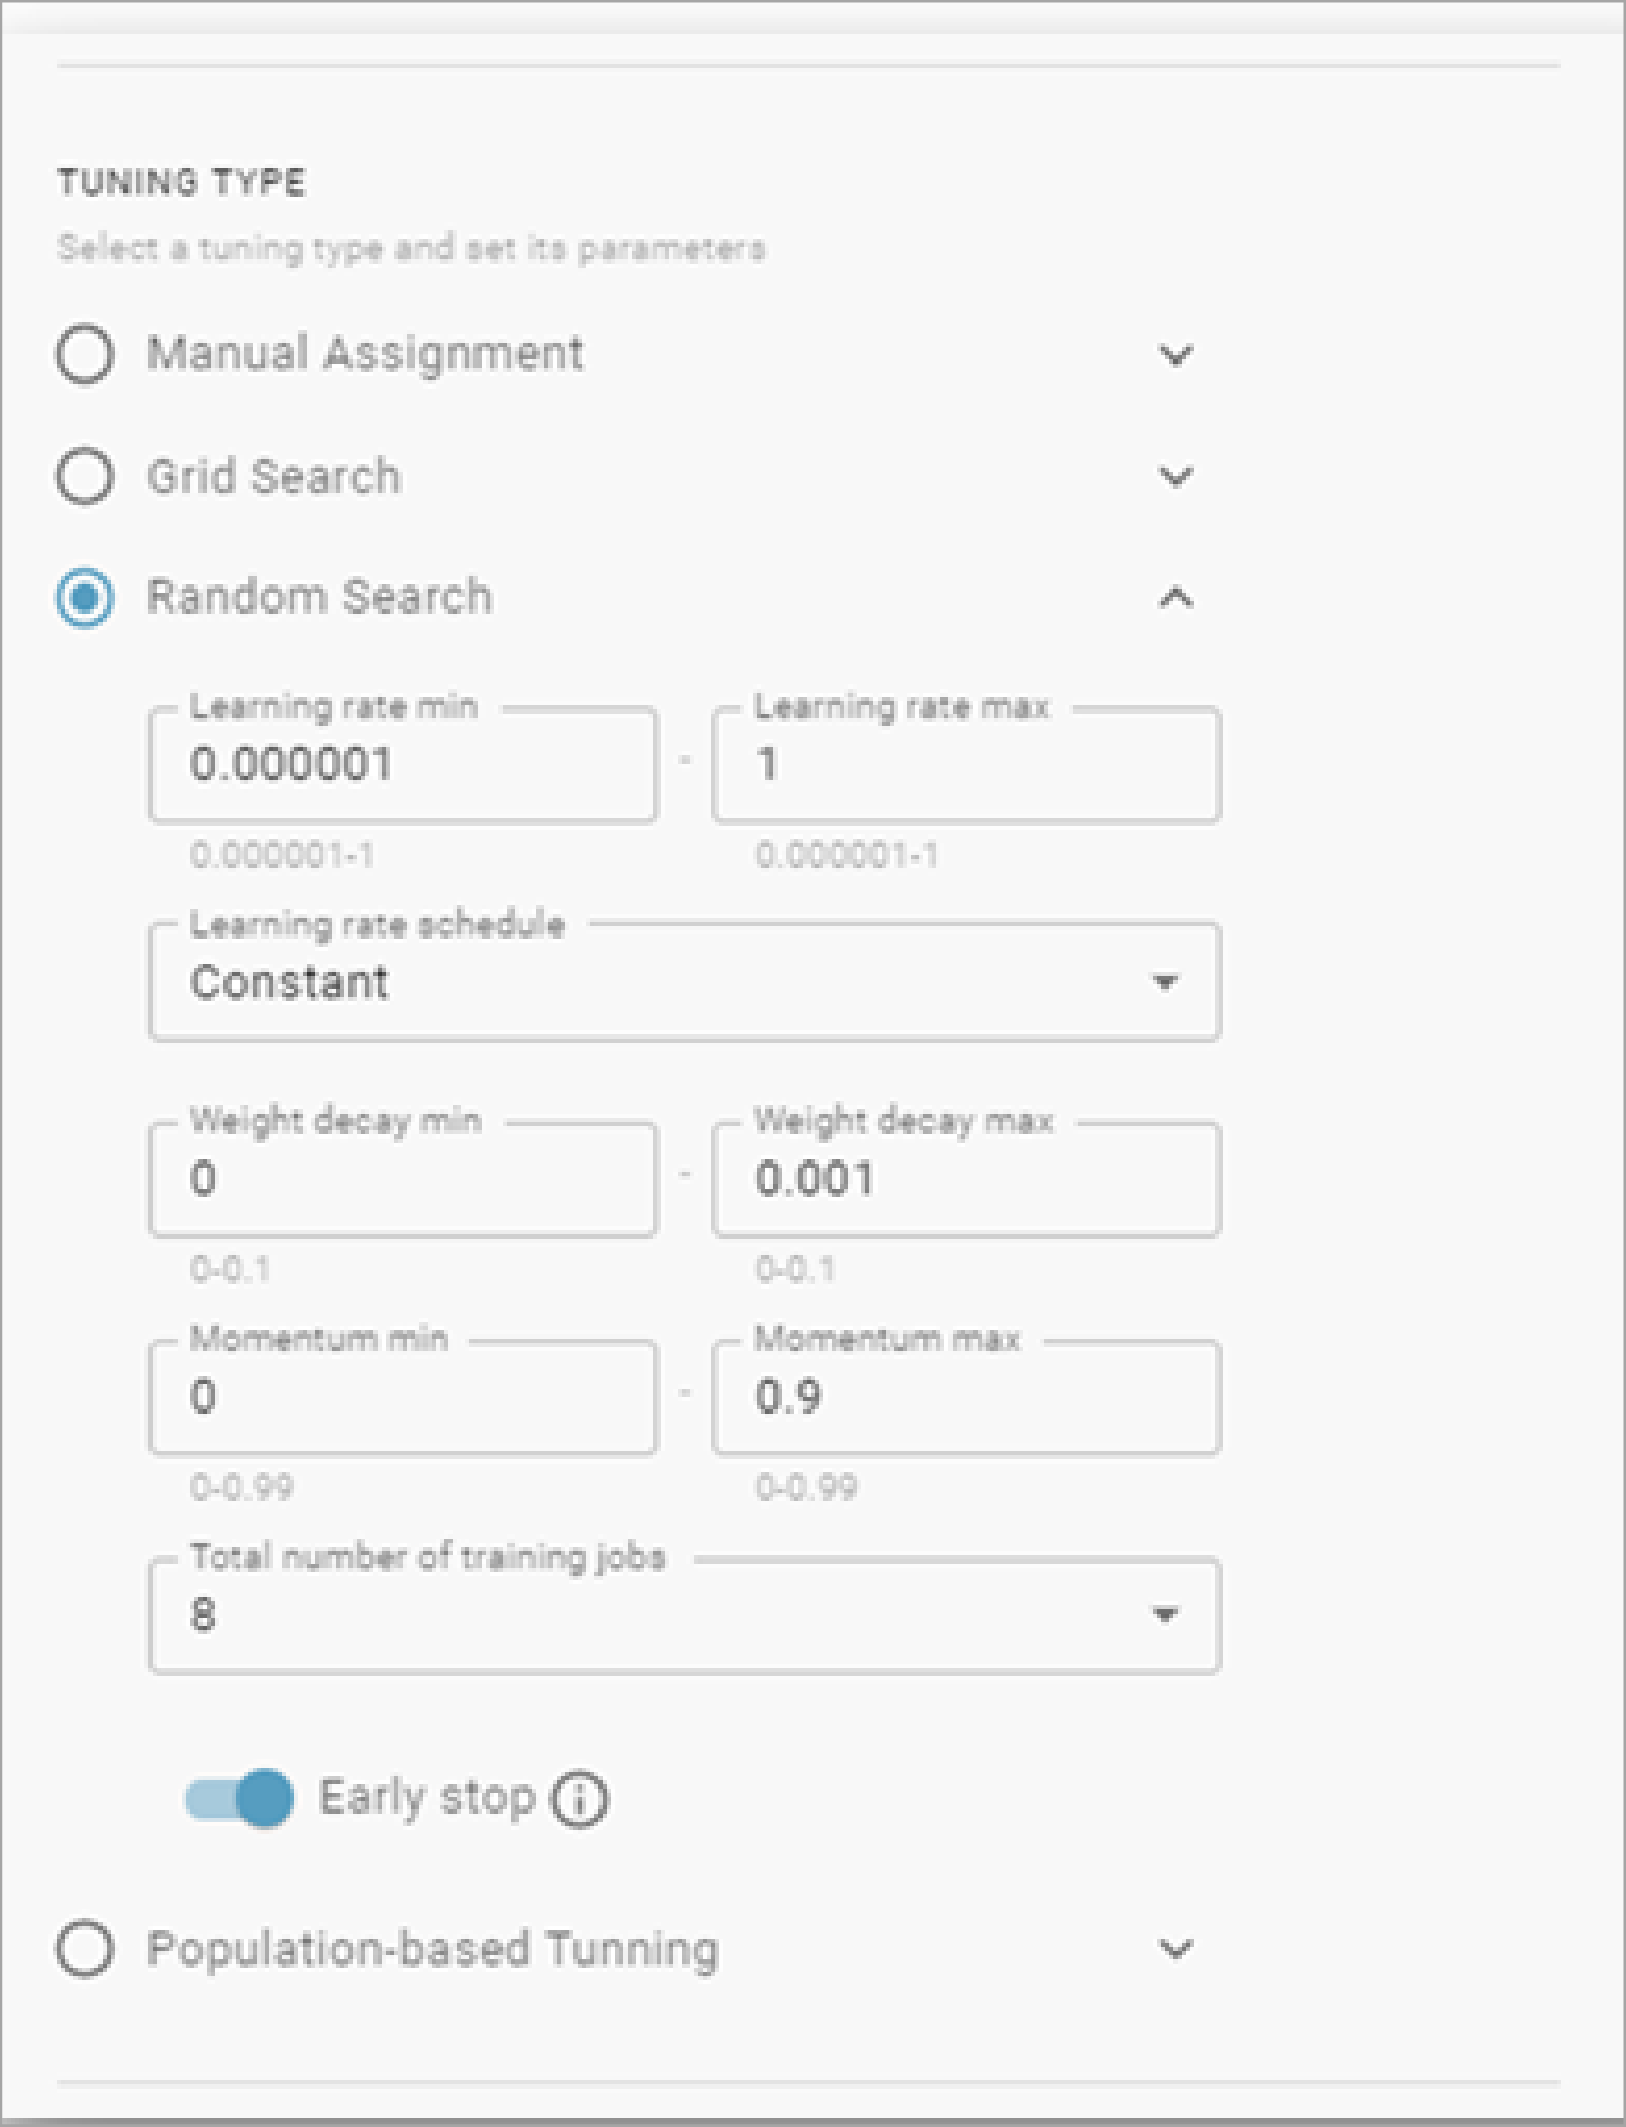 TUNING TYPE
Select a tuning type and set its parameters
Manual Assignment
Grid Search
Random Search
Learning rate min Learning rate max
0.000001 - 1
0.000001-1 0.000001-1
Learning rate schedule
Constant
Weight decay min Weight decay max
0 - 0.001
0-0.1 0-0.1
Momentum min Momentum max
0 - 0.9
0-0.99 0-0.99
Total number of training jobs
8
Early stop
Population-based Tunning